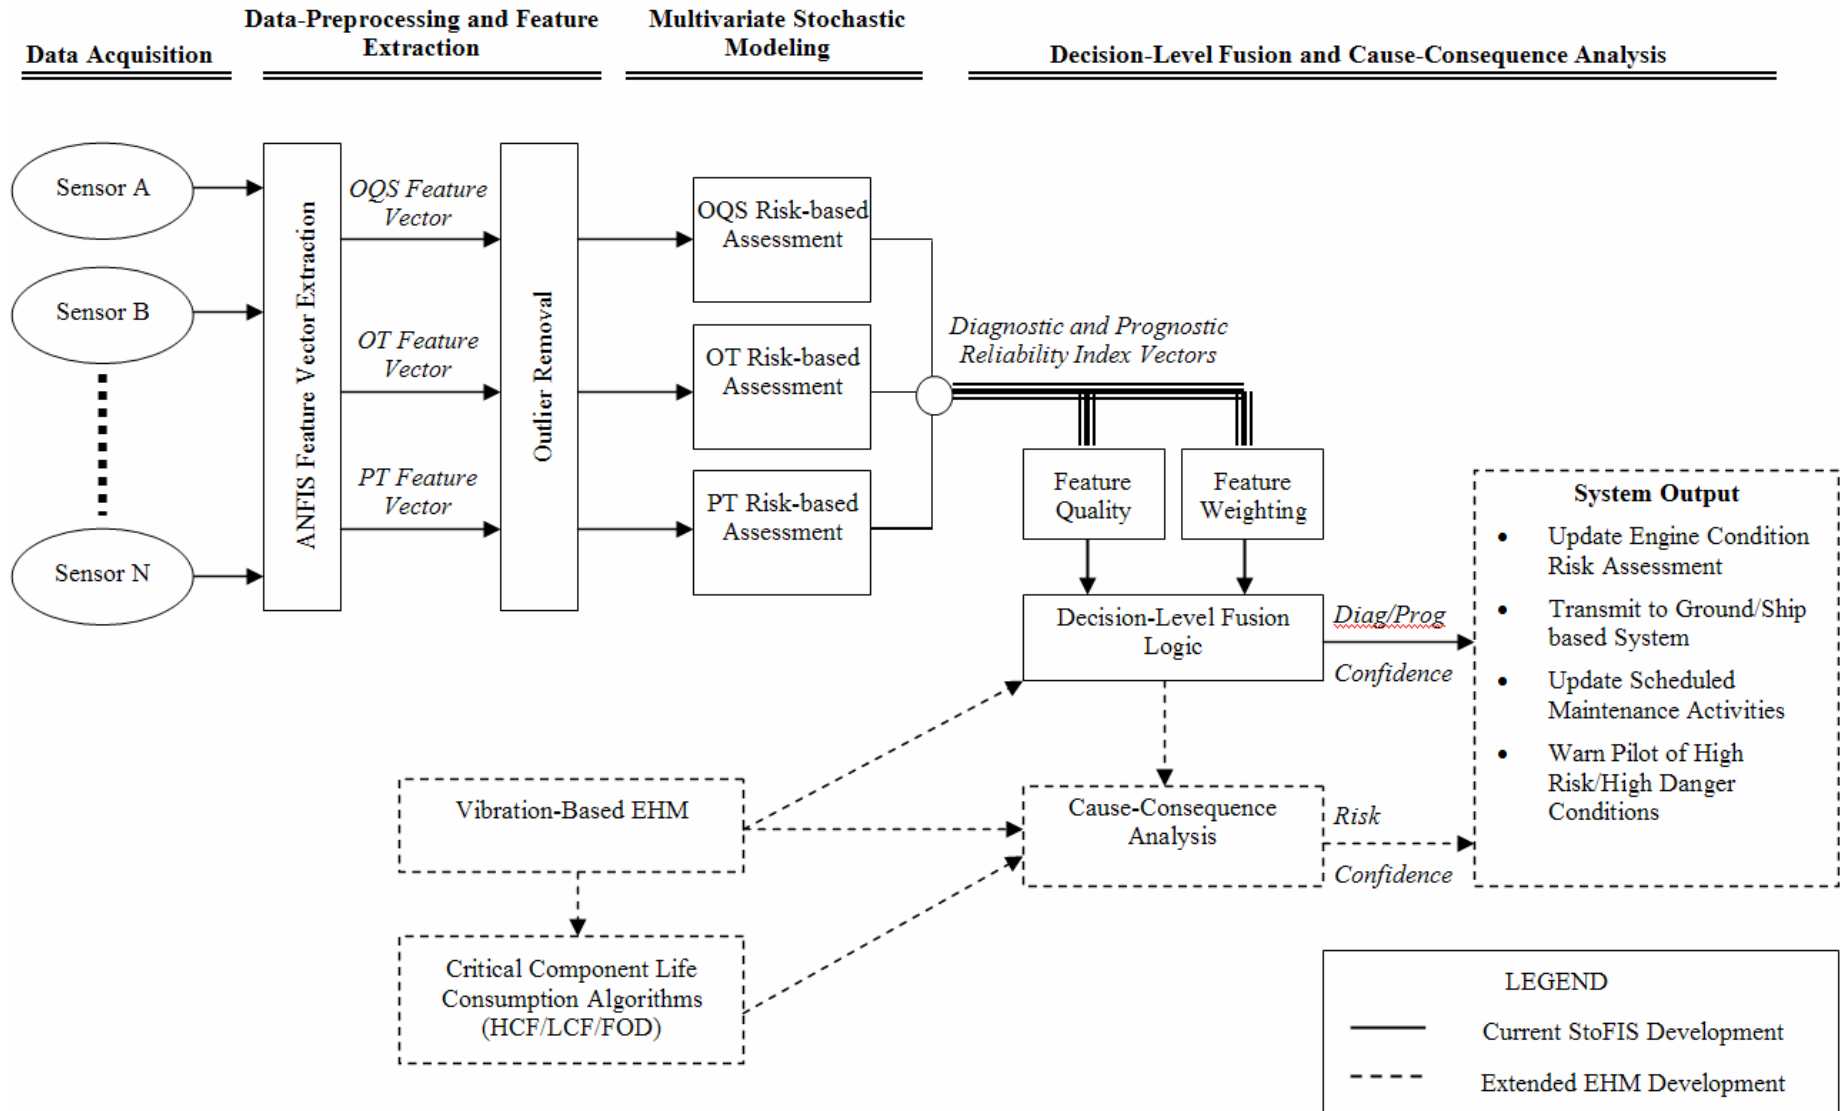 Data Acquisition
Data-Preprocessing and Feature
Extraction
Multivariate Stochastic
Modeling
Decision-Level Fusion and Cause-Consequence Analysis
Sensor A
Sensor B
Sensor N
ANFIS Feature Vector Extraction
OQS Feature
Vector
OT Feature
Vector
PT Feature
Vector
Outlier Removal
OQS Risk-based
Assessment
OT Risk-based
Assessment
PT Risk-based
Assessment
Diagnostic and Prognostic
Reliability Index Vectors
Feature
Quality
Feature
Weighting
Decision-Level Fusion
Logic
Diag/Prog
Confidence
Vibration-Based EHM
Cause-Consequence
Analysis
Risk
Confidence
Critical Component Life
Consumption Algorithms
(HCF/LCF/FOD)
System Output
• Update Engine Condition
Risk Assessment
• Transmit to Ground/Ship
based System
• Update Scheduled
Maintenance Activities
• Warn Pilot of High
Risk/High Danger
Conditions
LEGEND
Current StoFIS Development
Extended EHM Development